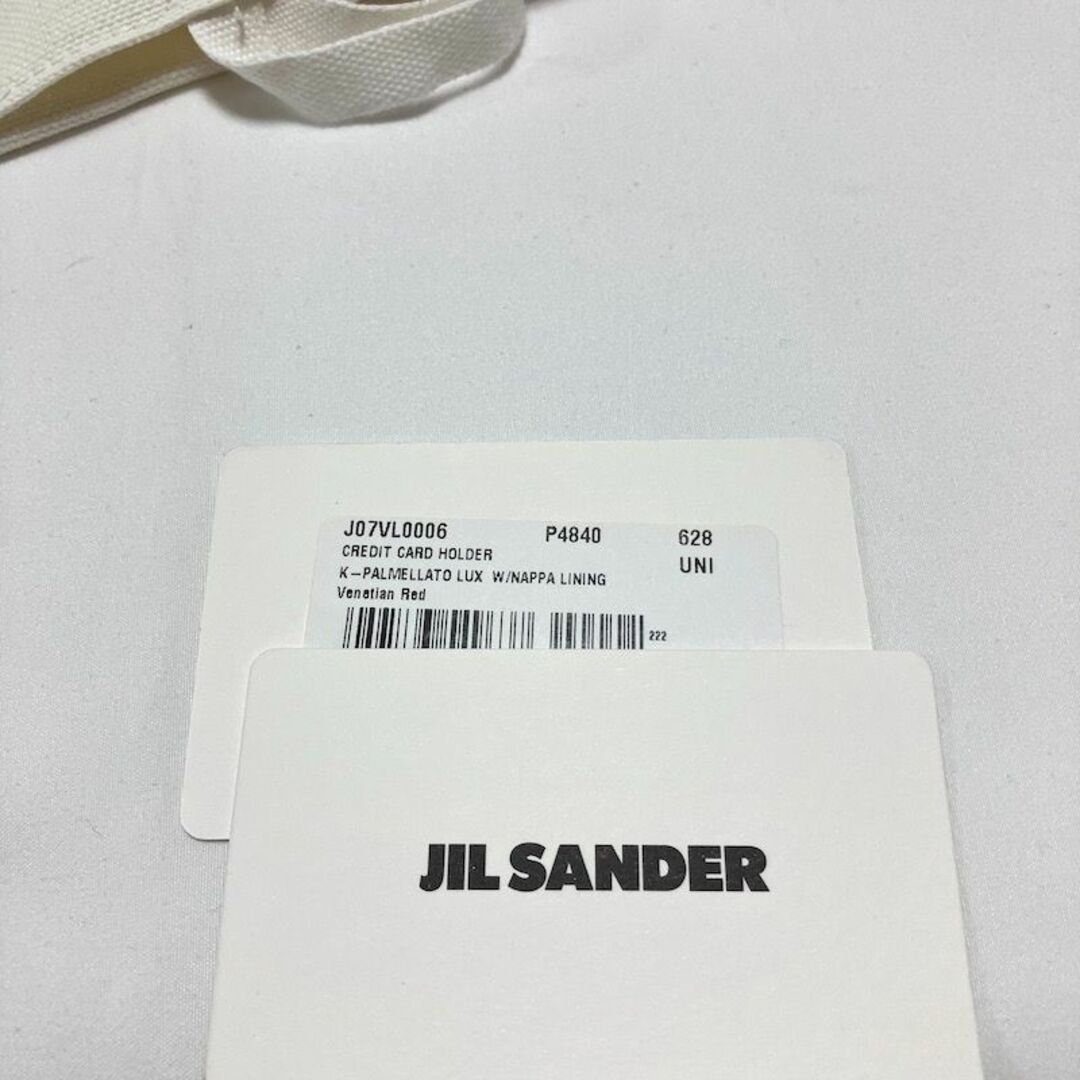 J07VL0006 P4840 628
CREDIT CARD HOLDER UNI
K-PALMELLATO LUX W/NAPPA LINING
Venetian Red
222
JIL SANDER